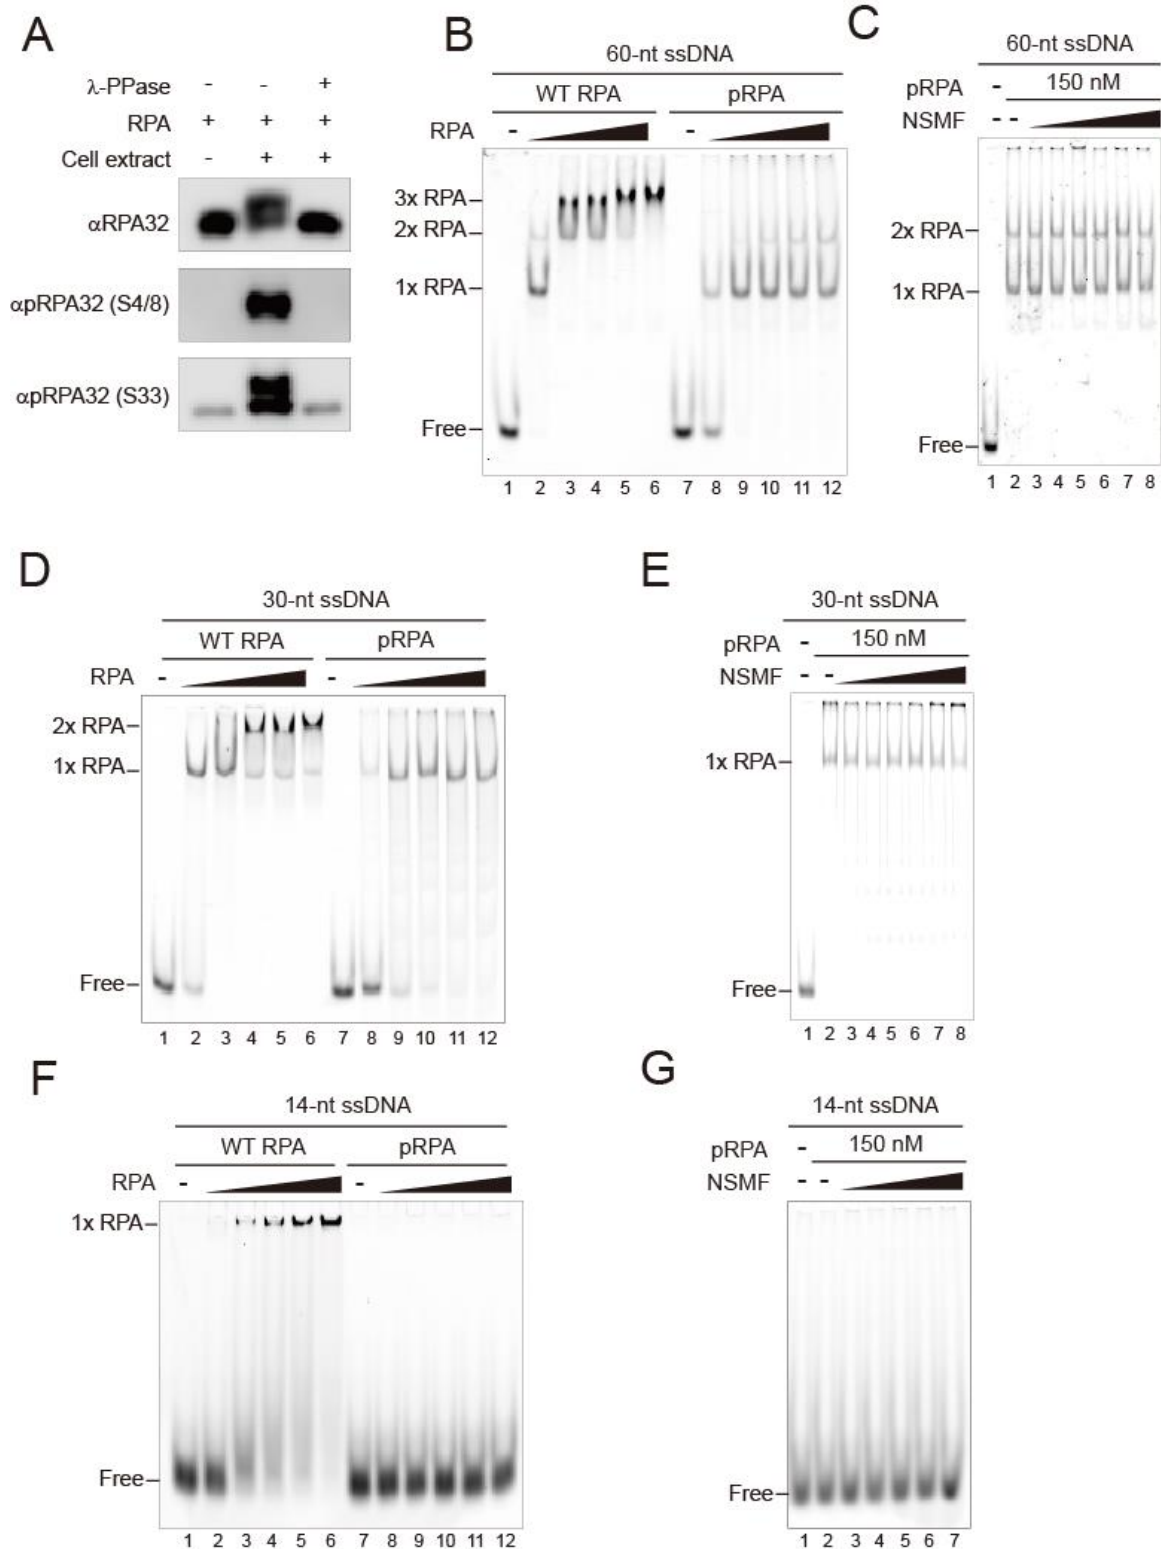 A
λ-PPase - - +
RPA + + +
Cell extract - + +
αRPA32
αpRPA32 (S4/8)
αpRPA32 (S33)
B
60-nt ssDNA
WT RPA pRPA
RPA - -
3x RPA
2x RPA
1x RPA
Free
1 2 3 4 5 6 7 8 9 10 11 12
C
60-nt ssDNA
pRPA - 150 nM
NSMF - -
2x RPA
1x RPA
Free
1 2 3 4 5 6 7 8
D
30-nt ssDNA
WT RPA pRPA
RPA - -
2x RPA
1x RPA
Free
1 2 3 4 5 6 7 8 9 10 11 12
E
30-nt ssDNA
pRPA - 150 nM
NSMF - -
1x RPA
Free
1 2 3 4 5 6 7 8
F
14-nt ssDNA
WT RPA pRPA
RPA - -
1x RPA
Free
1 2 3 4 5 6 7 8 9 10 11 12
G
14-nt ssDNA
pRPA - 150 nM
NSMF - -
Free
1 2 3 4 5 6 7